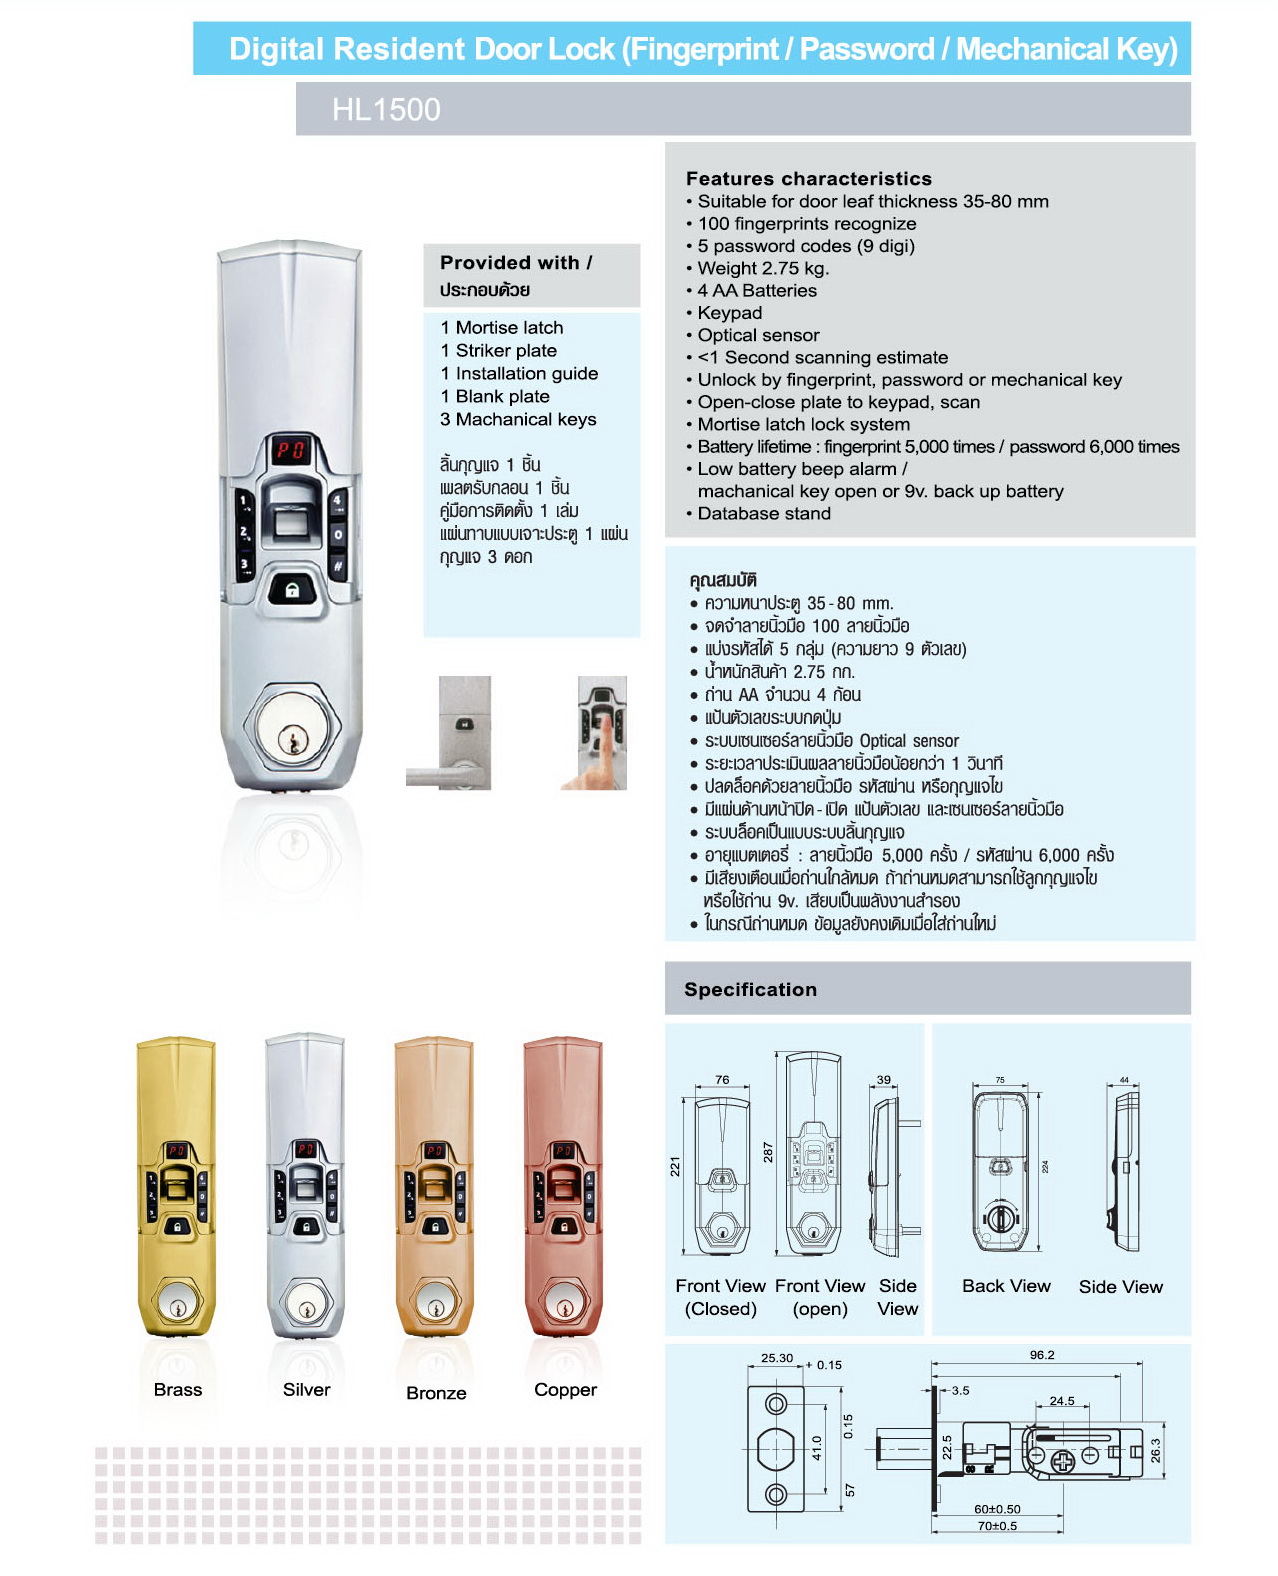 Digital Resident Door Lock (Fingerprint / Password / Mechanical Key)
HL1500
Provided with /
ประกอบด้วย
1 Mortise latch
1 Striker plate
1 Installation guide
1 Blank plate
3 Machanical keys
ลิ้นกุญแจ 1 ชิ้น
เพลตรับกลอน 1 ชิ้น
คู่มือการติดตั้ง 1 เล่ม
แผ่นทาบแบบเจาะประตู 1 แผ่น
กุญแจ 3 ดอก
Features characteristics
• Suitable for door leaf thickness 35-80 mm
• 100 fingerprints recognize
• 5 password codes (9 digi)
• Weight 2.75 kg.
• 4 AA Batteries
• Keypad
• Optical sensor
• <1 Second scanning estimate
• Unlock by fingerprint, password or mechanical key
• Open-close plate to keypad, scan
• Mortise latch lock system
• Battery lifetime : fingerprint 5,000 times / password 6,000 times
• Low battery beep alarm /
machanical key open or 9v. back up battery
• Database stand
คุณสมบัติ
• ความหนาประตู 35-80 mm.
• จดจำลายนิ้วมือ 100 ลายนิ้วมือ
• แบ่งรหัสได้ 5 กลุ่ม (ความยาว 9 ตัวเลข)
• น้ำหนักสินค้า 2.75 กก.
• ถ่าน AA จำนวน 4 ก้อน
• แป้นตัวเลขระบบกดปุ่ม
• ระบบเซนเซอร์ลายนิ้วมือ Optical sensor
• ระยะเวลาประเมินผลลายนิ้วมือน้อยกว่า 1 วินาที
• ปลดล็อคด้วยลายนิ้วมือ รหัสผ่าน หรือกุญแจไข
• มีแผ่นด้านหน้าปิด-เปิด แป้นตัวเลข และเซนเซอร์ลายนิ้วมือ
• ระบบล็อคเป็นแบบระบบลิ้นกุญแจ
• อายุแบตเตอรี่ : ลายนิ้วมือ 5,000 ครั้ง / รหัสผ่าน 6,000 ครั้ง
• มีเสียงเตือนเมื่อถ่านใกล้หมด ถ้าถ่านหมดสามารถใช้ลูกกุญแจไข
หรือใช้ถ่าน 9v. เสียบเป็นพลังงานสำรอง
• ในกรณีถ่านหมด ข้อมูลยังคงเดิมเมื่อใส่ถ่านใหม่
P0
1
2
3
4
0
#
Specification
76
39
221
287
Front View
(Closed)
Front View
(open)
Side
View
75
44
224
Back View
Side View
25.30
+ 0.15
41.0
0.15
57
96.2
3.5
24.5
22.5
26.3
60±0.50
70±0.5
P0
1
2
3
4
0
#
P0
1
2
3
4
0
#
P0
1
2
3
4
0
#
P0
1
2
3
4
0
#
Brass
Silver
Bronze
Copper